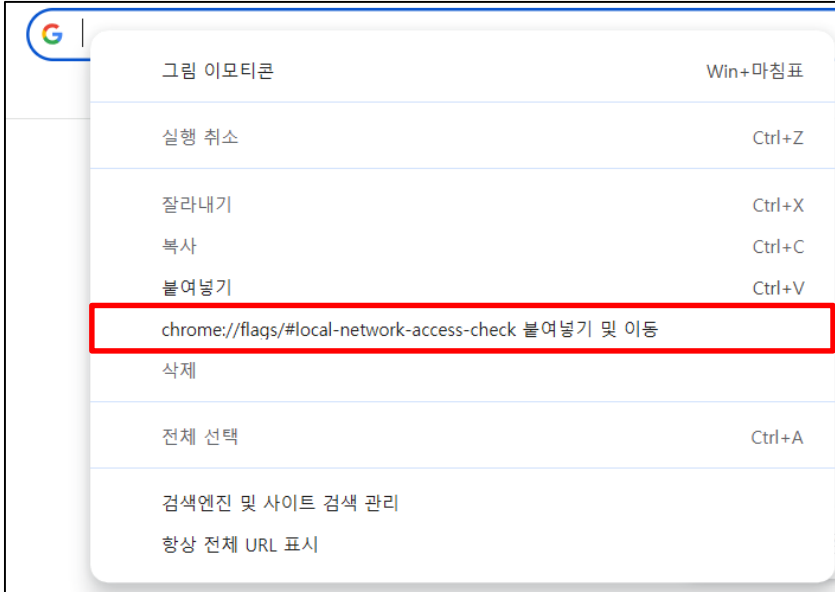 그림 이모티콘 Win+마침표
실행 취소 Ctrl+Z
잘라내기 Ctrl+X
복사 Ctrl+C
붙여넣기 Ctrl+V
chrome://flags/#local-network-access-check 붙여넣기 및 이동
삭제
전체 선택 Ctrl+A
검색엔진 및 사이트 검색 관리
항상 전체 URL 표시